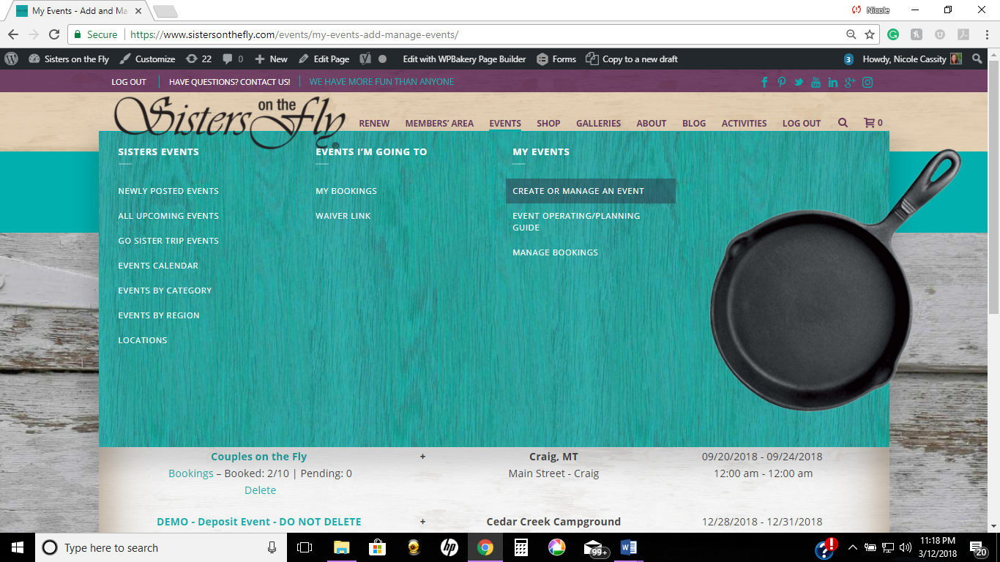 My Events - Add and Ma
Nicole
Secure
https://www.sistersonthefly.com/events/my-events-add-manage-events/
Sisters on the Fly Customize 22 0 New Edit Page Edit with WPBakery Page Builder Forms Copy to a new draft 3 Howdy, Nicole Cassity
LOG OUT HAVE QUESTIONS? CONTACT US! WE HAVE MORE FUN THAN ANYONE
Sisters on the Fly
RENEW MEMBERS' AREA EVENTS SHOP GALLERIES ABOUT BLOG ACTIVITIES LOG OUT 0
SISTERS EVENTS
NEWLY POSTED EVENTS
ALL UPCOMING EVENTS
GO SISTER TRIP EVENTS
EVENTS CALENDAR
EVENTS BY CATEGORY
EVENTS BY REGION
LOCATIONS
EVENTS I'M GOING TO
MY BOOKINGS
WAIVER LINK
MY EVENTS
CREATE OR MANAGE AN EVENT
EVENT OPERATING/PLANNING
GUIDE
MANAGE BOOKINGS
Couples on the Fly + Craig, MT 09/20/2018 - 09/24/2018
Bookings – Booked: 2/10 | Pending: 0 Main Street - Craig 12:00 am - 12:00 am
Delete
DEMO - Deposit Event - DO NOT DELETE + Cedar Creek Campground 12/28/2018 - 12/31/2018
Type here to search
99+
11:18 PM
3/12/2018
20